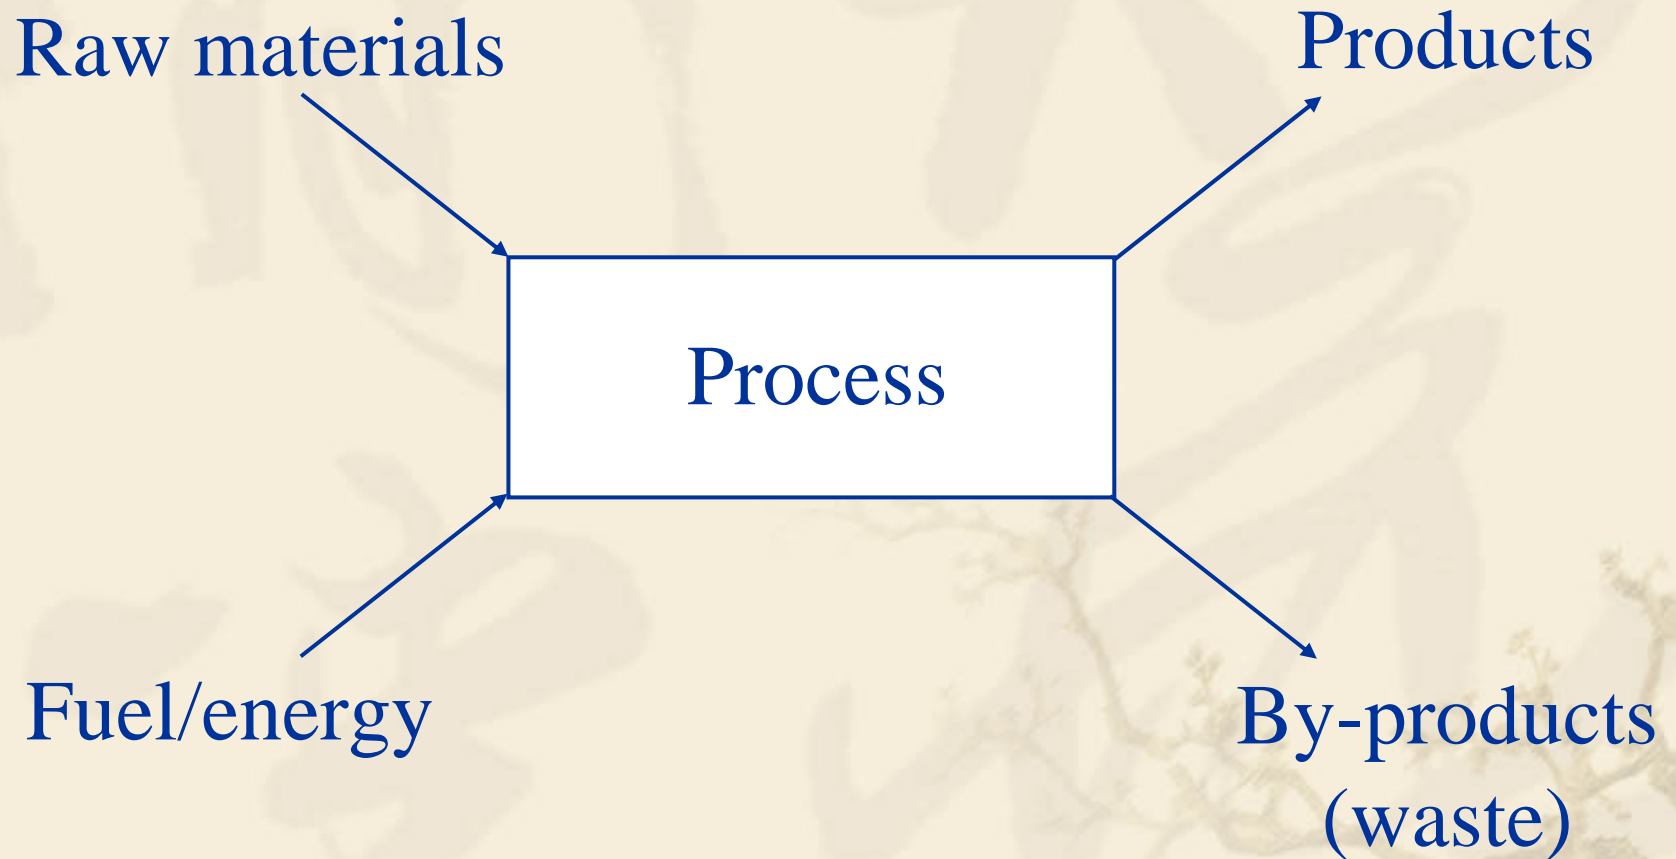 Raw materials
Products
Process
Fuel/energy
By-products
(waste)